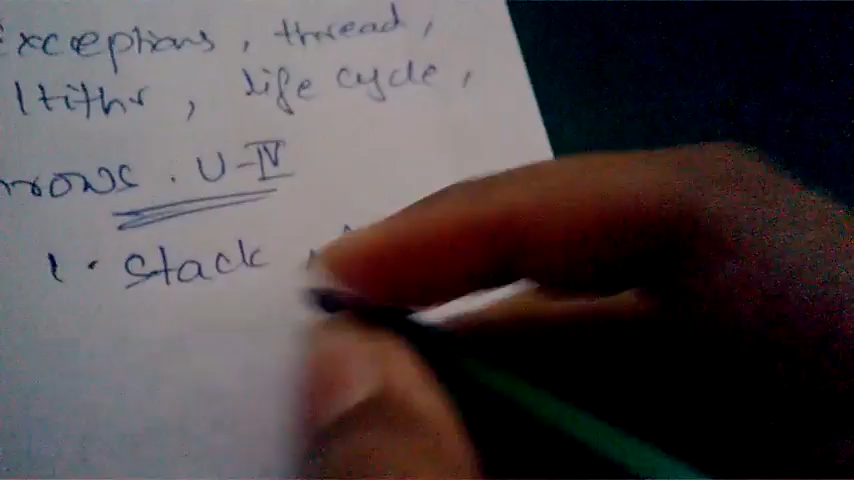 Exceptions, thread,
ltithr, life cycle,
rows. U-IV
1. Stack